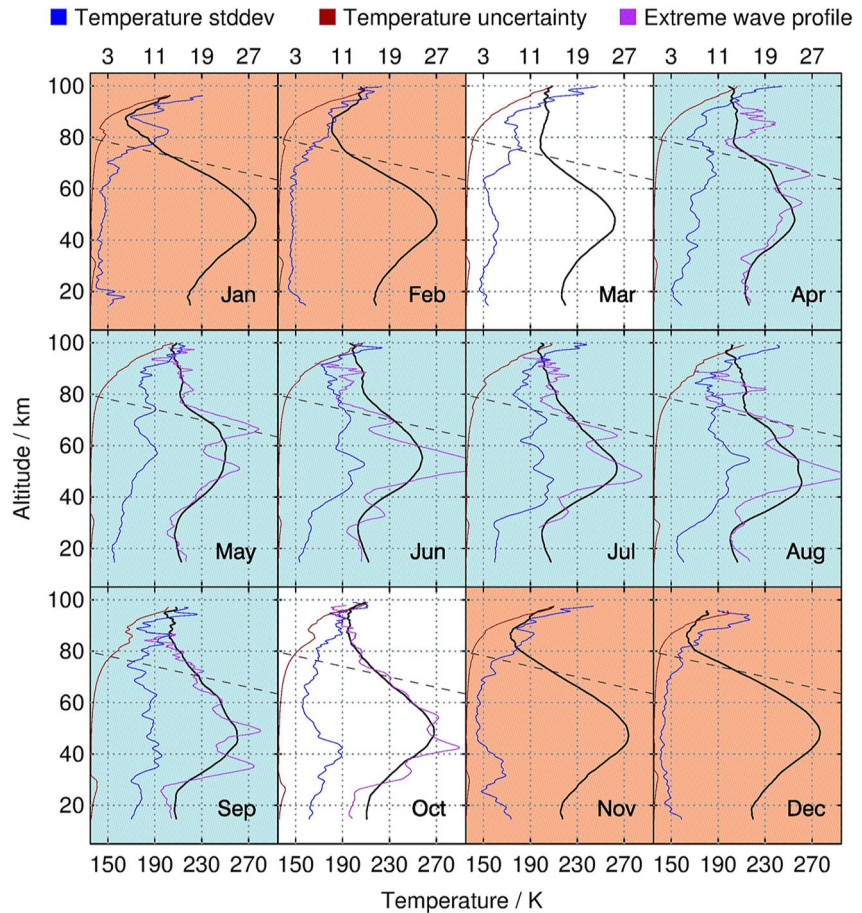 Temperature stddev Temperature uncertainty Extreme wave profile
3 11 19 27 3 11 19 27 3 11 19 27 3 11 19 27
100
80
60
40
20
Jan Feb Mar Apr
100
80
60
40
20
May Jun Jul Aug
100
80
60
40
20
Sep Oct Nov Dec
150 190 230 270 150 190 230 270 150 190 230 270 150 190 230 270
Altitude / km
Temperature / K